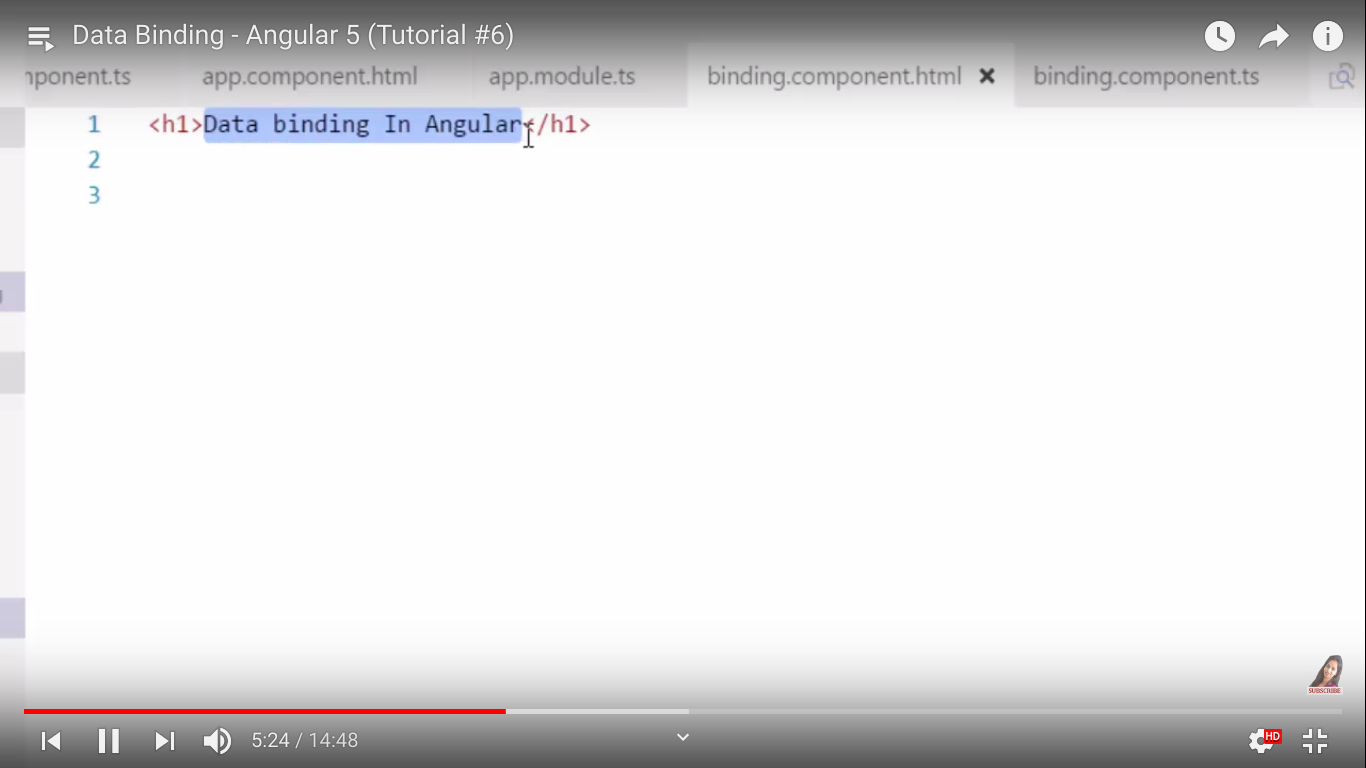 Data Binding - Angular 5 (Tutorial #6)
nponent.ts app.component.html app.module.ts binding.component.html binding.component.ts
1 <h1>Data binding In Angular</h1>
2
3
SUBSCRIBE
5:24 / 14:48 HD